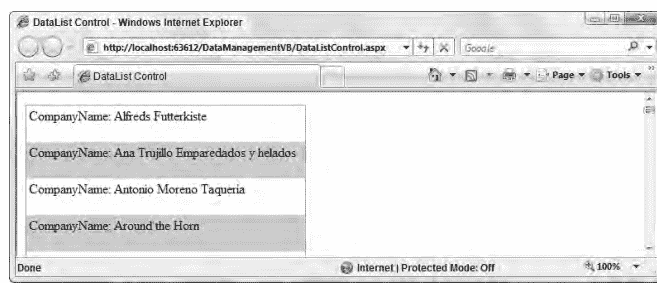 DataList Control - Windows Internet Explorer
http://localhost:63612/DataManagementVB/DataListControl.aspx
Google
DataList Control
Page
Tools
CompanyName: Alfreds Futterkiste
CompanyName: Ana Trujillo Emparedados y helados
CompanyName: Antonio Moreno Taquería
CompanyName: Around the Horn
Done
Internet | Protected Mode: Off
100%